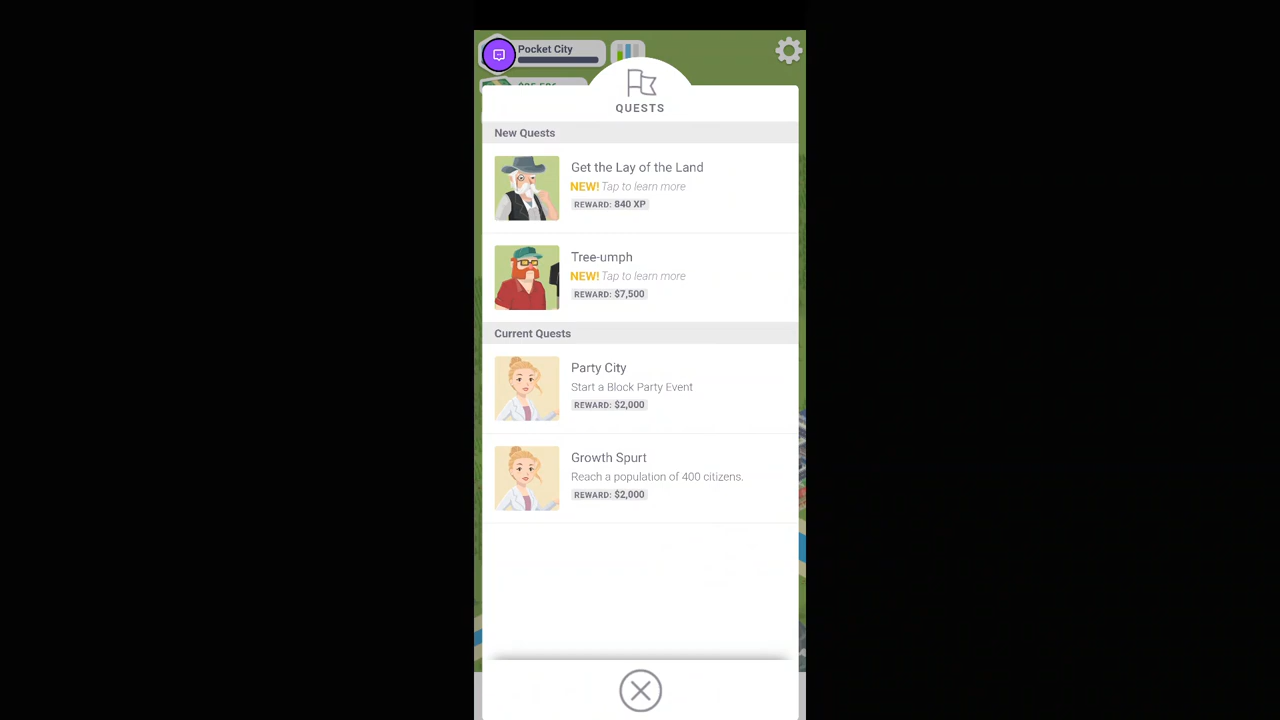 Pocket City
QUESTS
New Quests
Get the Lay of the Land
NEW! Tap to learn more
REWARD: 840 XP
Tree-umph
NEW! Tap to learn more
REWARD: $7,500
Current Quests
Party City
Start a Block Party Event
REWARD: $2,000
Growth Spurt
Reach a population of 400 citizens.
REWARD: $2,000